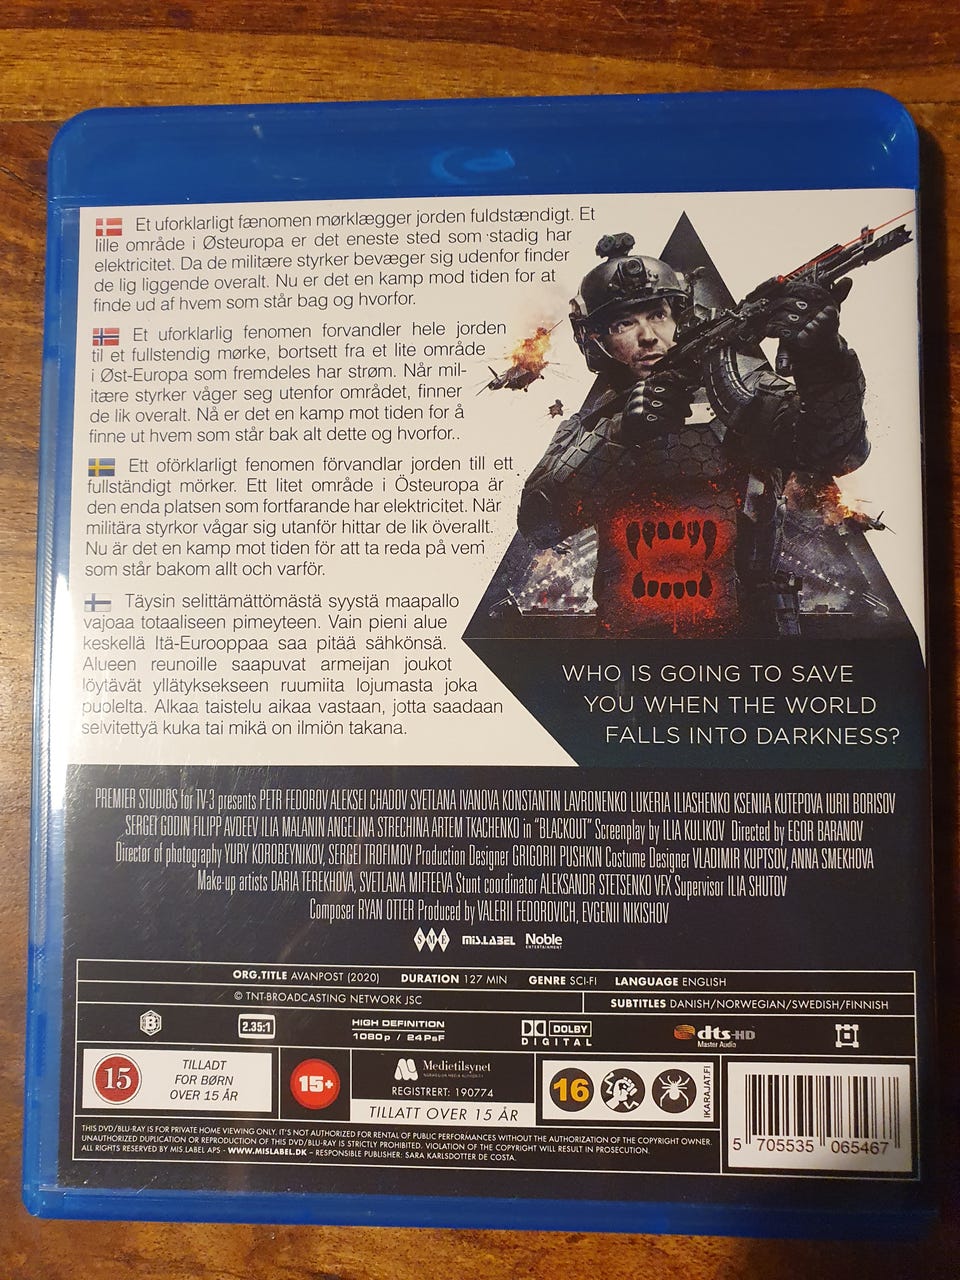 Et uforklarligt fænomen mørklægger jorden fuldstændigt. Et
lille område i Østeuropa er det eneste sted som stadig har
elektricitet. Da de militære styrker bevæger sig udenfor finder
de lig liggende overalt. Nu er det en kamp mod tiden for at
finde ud af hvem som står bag og hvorfor.
Et uforklarlig fenomen forvandler hele jorden
til et fullstendig mørke, bortsett fra et lite område
i Øst-Europa som fremdeles har strøm. Når mil-
itære styrker våger seg utenfor området, finner
de lik overalt. Nå er det en kamp mot tiden for å
finne ut hvem som står bak alt dette og hvorfor..
Ett oförklarligt fenomen förvandlar jorden till ett
fullständigt mörker. Ett litet område i Östeuropa är
den enda platsen som fortfarande har elektricitet. När
militära styrkor vågar sig utanför hittar de lik överallt.
Nu är det en kamp mot tiden för att ta reda på vem
som står bakom allt och varför.
Täysin selittämättömästä syystä maapallo
vajoaa totaaliseen pimeyteen. Vain pieni alue
keskellä Itä-Eurooppaa saa pitää sähkönsä.
Alueen reunoille saapuvat armeijan joukot
löytävät yllätyksekseen ruumiita lojumasta joka
puolelta. Alkaa taistelu aikaa vastaan, jotta saadaan
selvitettyä kuka tai mikä on ilmiön takana.
WHO IS GOING TO SAVE
YOU WHEN THE WORLD
FALLS INTO DARKNESS?
PREMIER STUDIOS for TV-3 presents PETR FEDOROV ALEKSEI CHADOV SVETLANA IVANOVA KONSTANTIN LAVRONENKO LUKERIA ILIASHENKO KSENIIA KUTEPOVA IURII BORISOV
SERGEI GODIN FILIPP AVDEEV ILIA MALANIN ANGELINA STRECHINA ARTEM TKACHENKO in "BLACKOUT" Screenplay by ILIA KULIKOV Directed by EGOR BARANOV
Director of photography YURY KOROBEYNIKOV, SERGEI TROFIMOV Production Designer GRIGORII PUSHKIN Costume Designer VLADIMIR KUPTSOV, ANNA SMEKHOVA
Make-up artists DARIA TEREKHOVA, SVETLANA MIFTEEVA Stunt coordinator ALEKSANDR STETSENKO VFX Supervisor ILIA SHUTOV
Composer RYAN OTTER Produced by VALERII FEDOROVICH, EVGENII NIKISHOV
SME MIS.LABEL Noble ENTERTAINMENT
ORG.TITLE AVANPOST (2020) DURATION 127 MIN GENRE SCI-FI LANGUAGE ENGLISH
© TNT-BROADCASTING NETWORK JSC SUBTITLES DANISH/NORWEGIAN/SWEDISH/FINNISH
B 2.35:1 HIGH DEFINITION 1080p / 24PsF DOLBY DIGITAL dts-HD Master Audio
15 TILLADT
FOR BØRN
OVER 15 ÅR
15+
Medietilsynet
NORWEGIAN MEDIA AUTHORITY
REGISTRERT: 190774
TILLATT OVER 15 ÅR
16
IKARAJAT.FI
THIS DVD/BLU-RAY IS FOR PRIVATE HOME VIEWING ONLY. IT'S NOT AUTHORIZED FOR RENTAL OF PUBLIC PERFORMANCES WITHOUT THE AUTHORIZATION OF THE COPYRIGHT OWNER.
UNAUTHORIZED DUPLICATION OR REPRODUCTION OF THIS DVD/BLU-RAY IS STRICTLY PROHIBITED. VIOLATION OF THE COPYRIGHT WILL RESULT IN PROSECUTION.
ALL RIGHTS RESERVED BY MIS.LABEL APS - WWW.MISLABEL.DK - RESPONSIBLE PUBLISHER: SARA KARLSDOTTER DE COSTA.
5 705535 065467